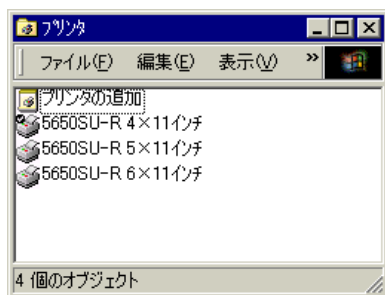 プリンタ
ファイル(F) 編集(E) 表示(V) »
プリンタの追加
5650SU-R 4×11インチ
5650SU-R 5×11インチ
5650SU-R 6×11インチ
4 個のオブジェクト